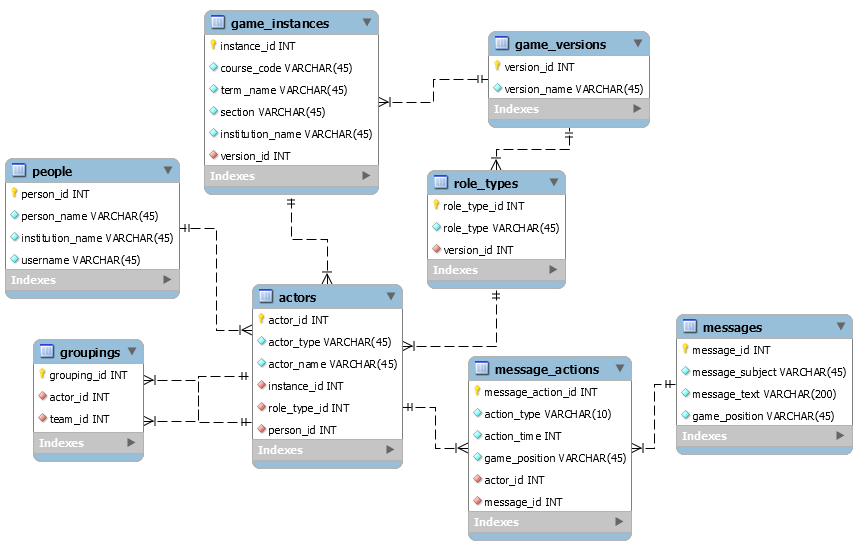 game_instances
instance_id INT
course_code VARCHAR(45)
term_name VARCHAR(45)
section VARCHAR(45)
institution_name VARCHAR(45)
version_id INT
Indexes
game_versions
version_id INT
version_name VARCHAR(45)
Indexes
people
person_id INT
person_name VARCHAR(45)
institution_name VARCHAR(45)
username VARCHAR(45)
Indexes
role_types
role_type_id INT
role_type VARCHAR(45)
version_id INT
Indexes
actors
actor_id INT
actor_type VARCHAR(45)
actor_name VARCHAR(45)
instance_id INT
role_type_id INT
person_id INT
Indexes
groupings
grouping_id INT
actor_id INT
team_id INT
Indexes
message_actions
message_action_id INT
action_type VARCHAR(10)
action_time INT
game_position VARCHAR(45)
actor_id INT
message_id INT
Indexes
messages
message_id INT
message_subject VARCHAR(45)
message_text VARCHAR(200)
game_position VARCHAR(45)
Indexes